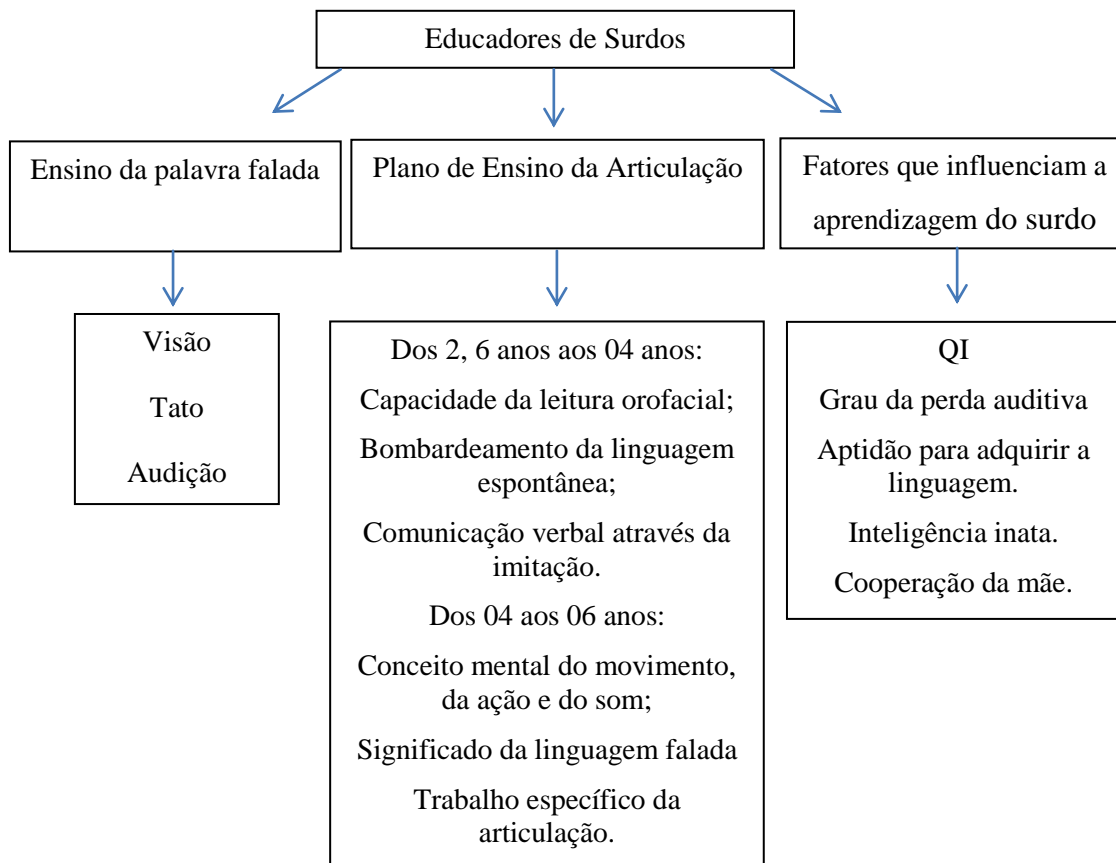 Educadores de Surdos
Ensino da palavra falada
Plano de Ensino da Articulação
Fatores que influenciam a
aprendizagem do surdo
Visão
Tato
Audição
Dos 2, 6 anos aos 04 anos:
Capacidade da leitura orofacial;
Bombardeamento da linguagem
espontânea;
Comunicação verbal através da
imitação.
Dos 04 aos 06 anos:
Conceito mental do movimento,
da ação e do som;
Significado da linguagem falada
Trabalho específico da
articulação.
QI
Grau da perda auditiva
Aptidão para adquirir a
linguagem.
Inteligência inata.
Cooperação da mãe.